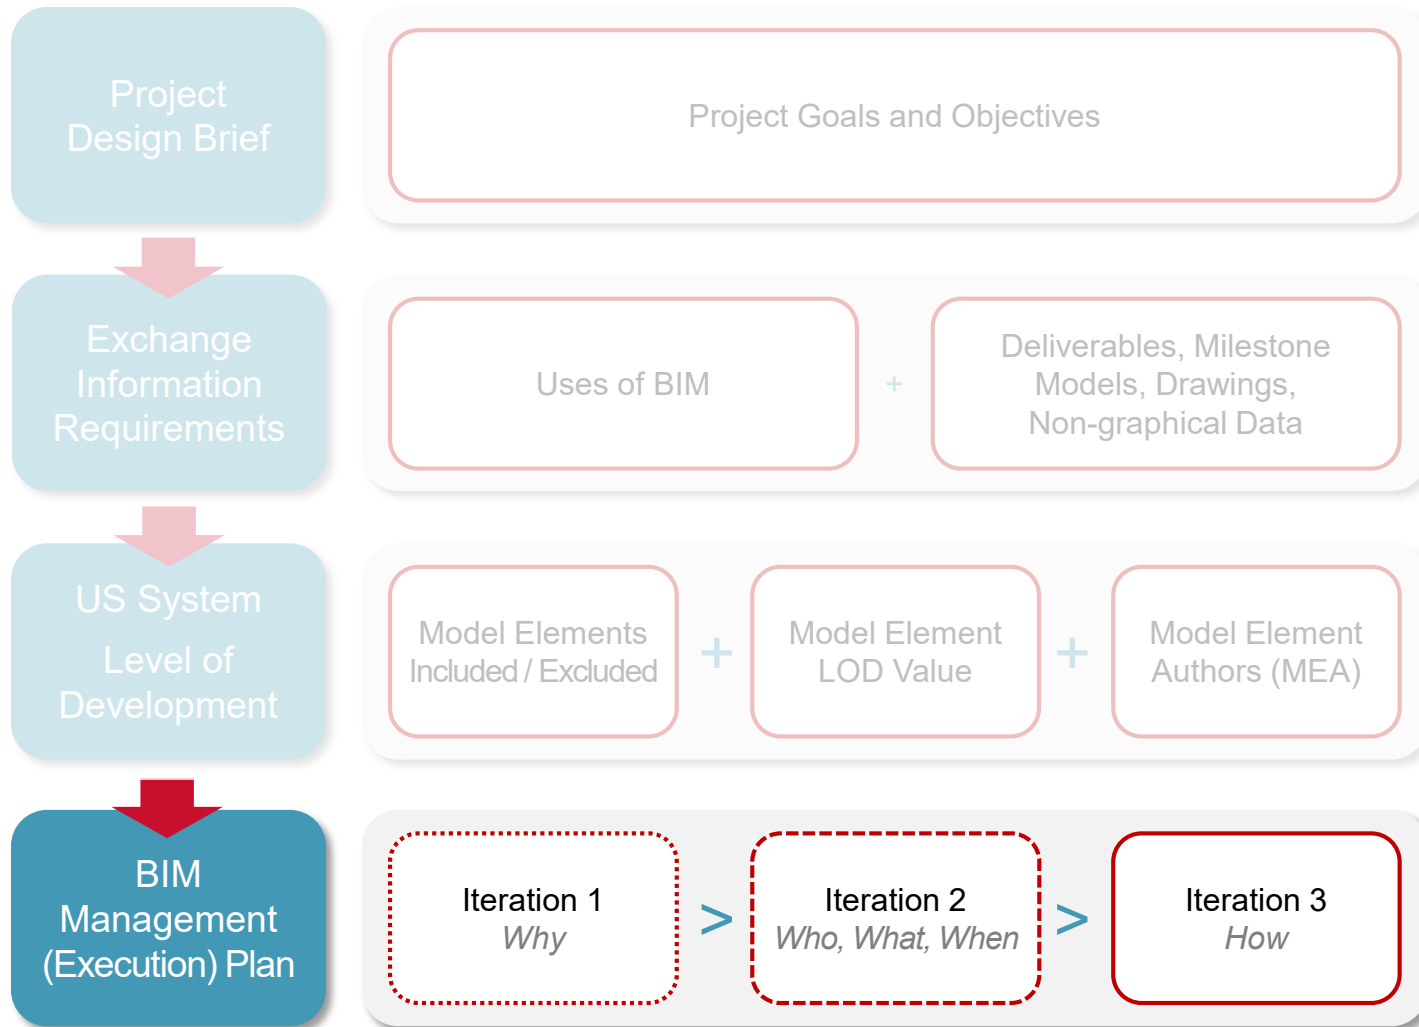 Project
Design Brief
Project Goals and Objectives
Exchange
Information
Requirements
Uses of BIM
+
Deliverables, Milestone
Models, Drawings,
Non-graphical Data
US System
Level of
Development
Model Elements
Included / Excluded
+
Model Element
LOD Value
+
Model Element
Authors (MEA)
BIM
Management
(Execution) Plan
Iteration 1
Why
>
Iteration 2
Who, What, When
>
Iteration 3
How